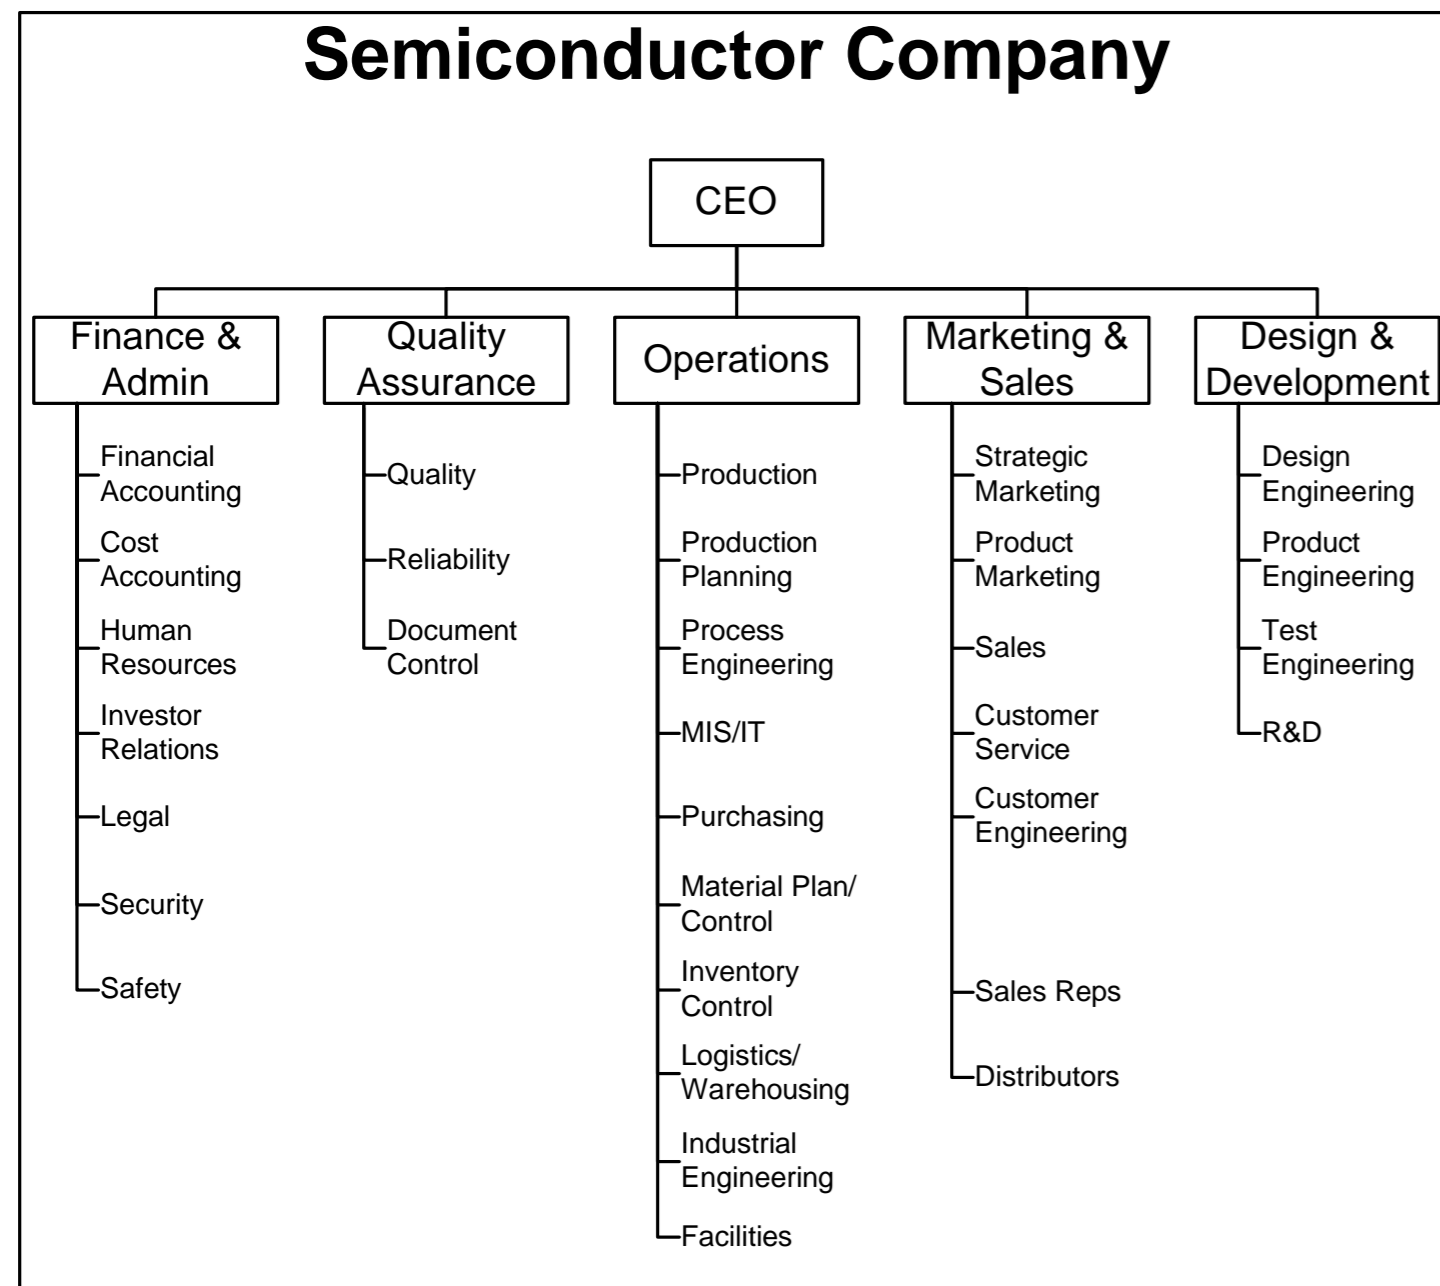 Semiconductor Company
CEO
Finance &
Admin
Quality
Assurance
Operations
Marketing &
Sales
Design &
Development
Financial
Accounting
Cost
Accounting
Human
Resources
Investor
Relations
Legal
Security
Safety
Quality
Reliability
Document
Control
Production
Production
Planning
Process
Engineering
MIS/IT
Purchasing
Material Plan/
Control
Inventory
Control
Logistics/
Warehousing
Industrial
Engineering
Facilities
Strategic
Marketing
Product
Marketing
Sales
Customer
Service
Customer
Engineering
Sales Reps
Distributors
Design
Engineering
Product
Engineering
Test
Engineering
R&D